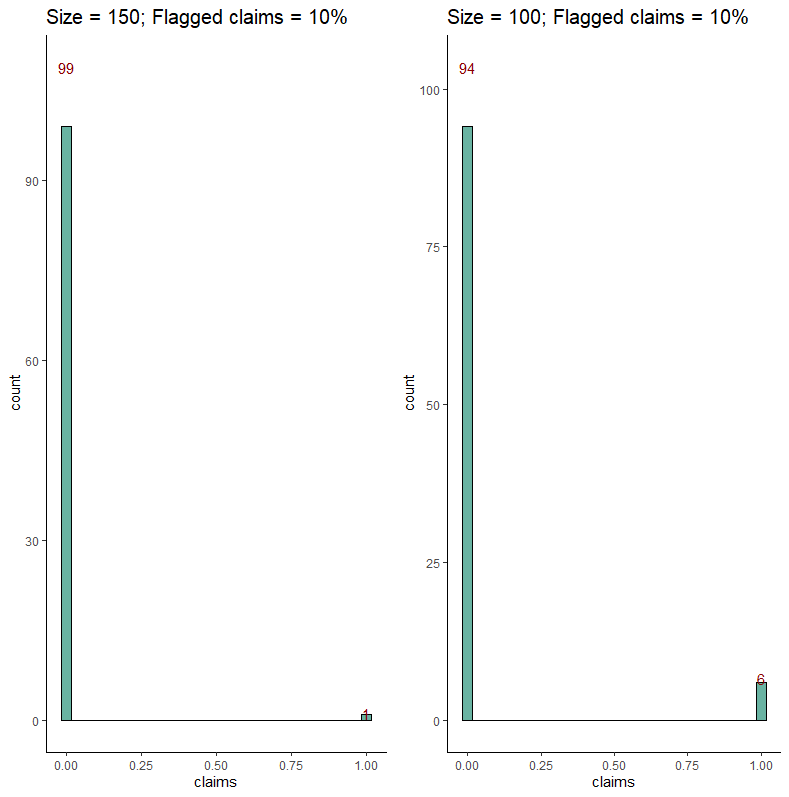 Size = 150; Flagged claims = 10%
99
90
60
30
0
count
1
0.00 0.25 0.50 0.75 1.00
claims
Size = 100; Flagged claims = 10%
94
100
75
50
25
0
count
6
0.00 0.25 0.50 0.75 1.00
claims